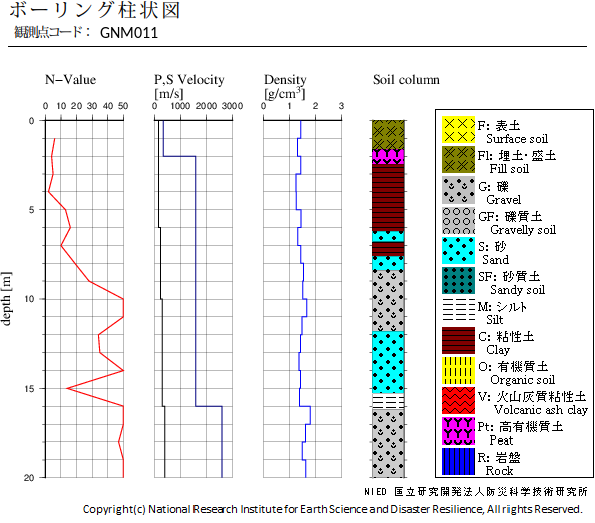 ボーリング柱状図
観測点コード： GNM011
N−Value
P,S Velocity
[m/s]
Density
[g/cm3]
Soil column
0 10 20 30 40 50
0 1000 2000 3000
0 1 2 3
0
5
10
15
20
depth [m]
F: 表土
Surface soil
Fl: 埋土・盛土
Fill soil
G: 礫
Gravel
GF: 礫質土
Gravelly soil
S: 砂
Sand
SF: 砂質土
Sandy soil
M: シルト
Silt
C: 粘性土
Clay
O: 有機質土
Organic soil
V: 火山灰質粘性土
Volcanic ash clay
Pt: 高有機質土
Peat
R: 岩盤
Rock
NIED 国立研究開発法人防災科学技術研究所
Copyright(c) National Research Institute for Earth Science and Disaster Resilience, All rights Reserved.